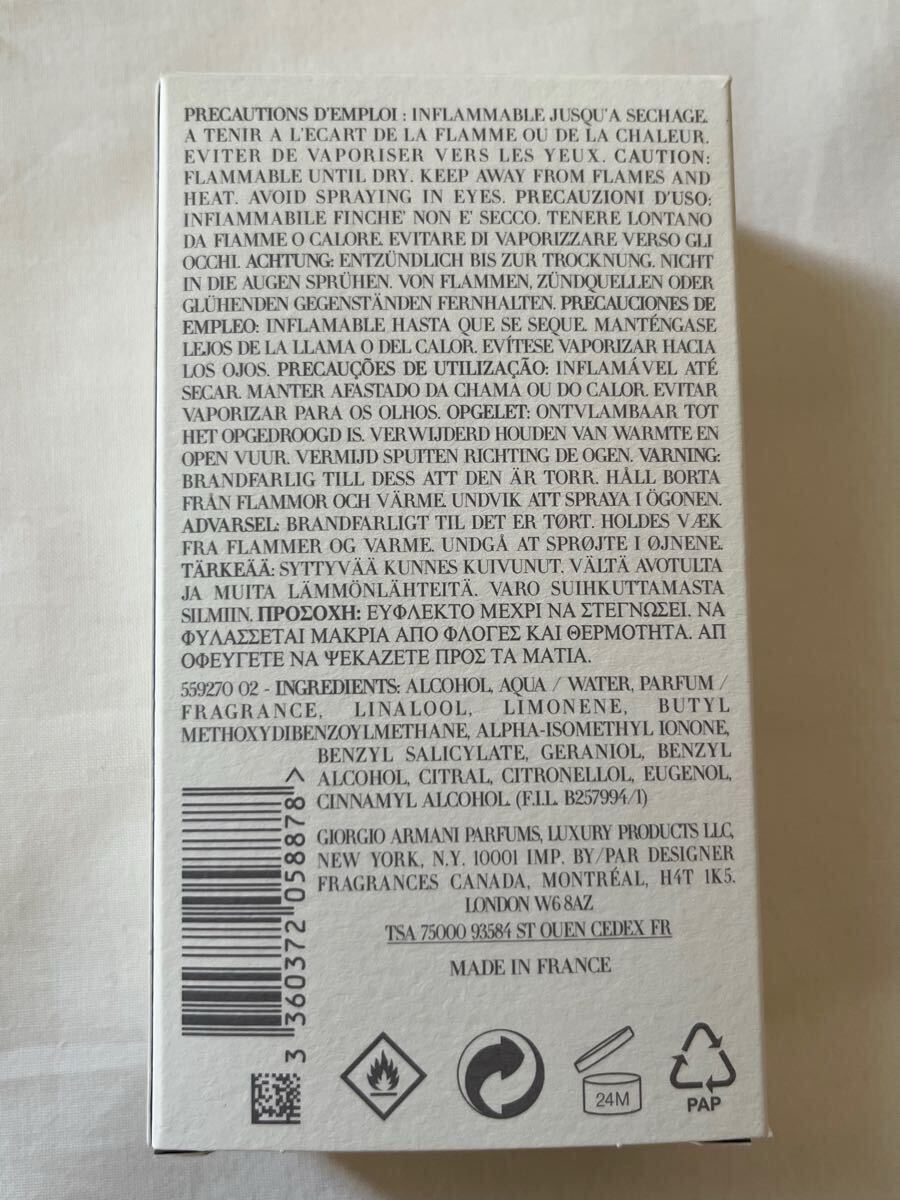 PRECAUTIONS D'EMPLOI : INFLAMMABLE JUSQU'A SECHAGE.
A TENIR A L'ECART DE LA FLAMME OU DE LA CHALEUR.
EVITER DE VAPORISER VERS LES YEUX. CAUTION:
FLAMMABLE UNTIL DRY. KEEP AWAY FROM FLAMES AND
HEAT. AVOID SPRAYING IN EYES. PRECAUZIONI D'USO:
INFIAMMABILE FINCHE' NON E' SECCO. TENERE LONTANO
DA FIAMME O CALORE. EVITARE DI VAPORIZZARE VERSO GLI
OCCHI. ACHTUNG: ENTZÜNDLICH BIS ZUR TROCKNUNG. NICHT
IN DIE AUGEN SPRÜHEN. VON FLAMMEN, ZÜNDQUELLEN ODER
GLÜHENDEN GEGENSTÄNDEN FERNHALTEN. PRECAUCIONES DE
EMPLEO: INFLAMABLE HASTA QUE SE SEQUE. MANTÉNGASE
LEJOS DE LA LLAMA O DEL CALOR. EVÍTESE VAPORIZAR HACIA
LOS OJOS. PRECAUÇÕES DE UTILIZAÇÃO: INFLAMÁVEL ATÉ
SECAR. MANTER AFASTADO DA CHAMA OU DO CALOR. EVITAR
VAPORIZAR PARA OS OLHOS. OPGELET: ONTVLAMBAAR TOT
HET OPGEDROOGD IS. VERWIJDERD HOUDEN VAN WARMTE EN
OPEN VUUR. VERMIJD SPUITEN RICHTING DE OGEN. VARNING:
BRANDFARLIG TILL DESS ATT DEN ÄR TORR. HÅLL BORTA
FRÅN FLAMMOR OCH VÄRME. UNDVIK ATT SPRAYA I ÖGONEN.
ADVARSEL: BRANDFARLIGT TIL DET ER TØRT. HOLDES VÆK
FRA FLAMMER OG VARME. UNDGÅ AT SPRØJTE I ØJNENE.
TÄRKEÄÄ: SYTTYVÄÄ KUNNES KUIVUNUT. VÄLTÄ AVOTULTA
JA MUITA LÄMMÖNLÄHTEITÄ. VARO SUIHKUTTAMASTA
SILMIIN. ΠΡΟΣΟΧΗ: ΕΥΦΛΕΚΤΟ ΜΕΧΡΙ ΝΑ ΣΤΕΓΝΩΣΕΙ. ΝΑ
ΦΥΛΑΣΣΕΤΑΙ ΜΑΚΡΙΑ ΑΠΟ ΦΛΟΓΕΣ ΚΑΙ ΘΕΡΜΟΤΗΤΑ. ΑΠ
ΟΦΕΥΓΕΤΕ ΝΑ ΨΕΚΑΖΕΤΕ ΠΡΟΣ ΤΑ ΜΑΤΙΑ.
559270 02 - INGREDIENTS: ALCOHOL, AQUA / WATER, PARFUM /
FRAGRANCE, LINALOOL, LIMONENE, BUTYL
METHOXYDIBENZOYLMETHANE, ALPHA-ISOMETHYL IONONE,
BENZYL SALICYLATE, GERANIOL, BENZYL
ALCOHOL, CITRAL, CITRONELLOL, EUGENOL,
CINNAMYL ALCOHOL. (F.I.L. B257994/1)
GIORGIO ARMANI PARFUMS, LUXURY PRODUCTS LLC,
NEW YORK, N.Y. 10001 IMP. BY/PAR DESIGNER
FRAGRANCES CANADA, MONTRÉAL, H4T 1K5.
LONDON W6 8AZ
TSA 75000 93584 ST OUEN CEDEX FR
MADE IN FRANCE
3 360372 058878 >
24M
PAP